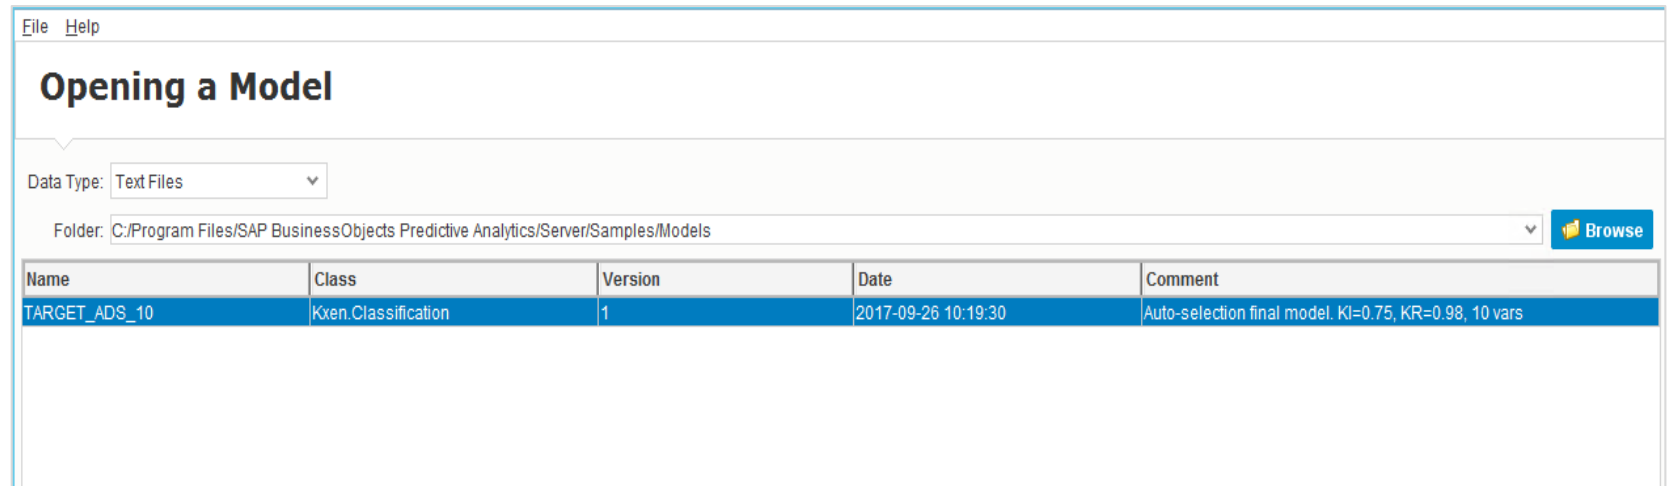 File Help
Opening a Model
Data Type: Text Files
Folder: C:/Program Files/SAP BusinessObjects Predictive Analytics/Server/Samples/Models Browse
Name Class Version Date Comment
TARGET_ADS_10 Kxen.Classification 1 2017-09-26 10:19:30 Auto-selection final model. KI=0.75, KR=0.98, 10 vars